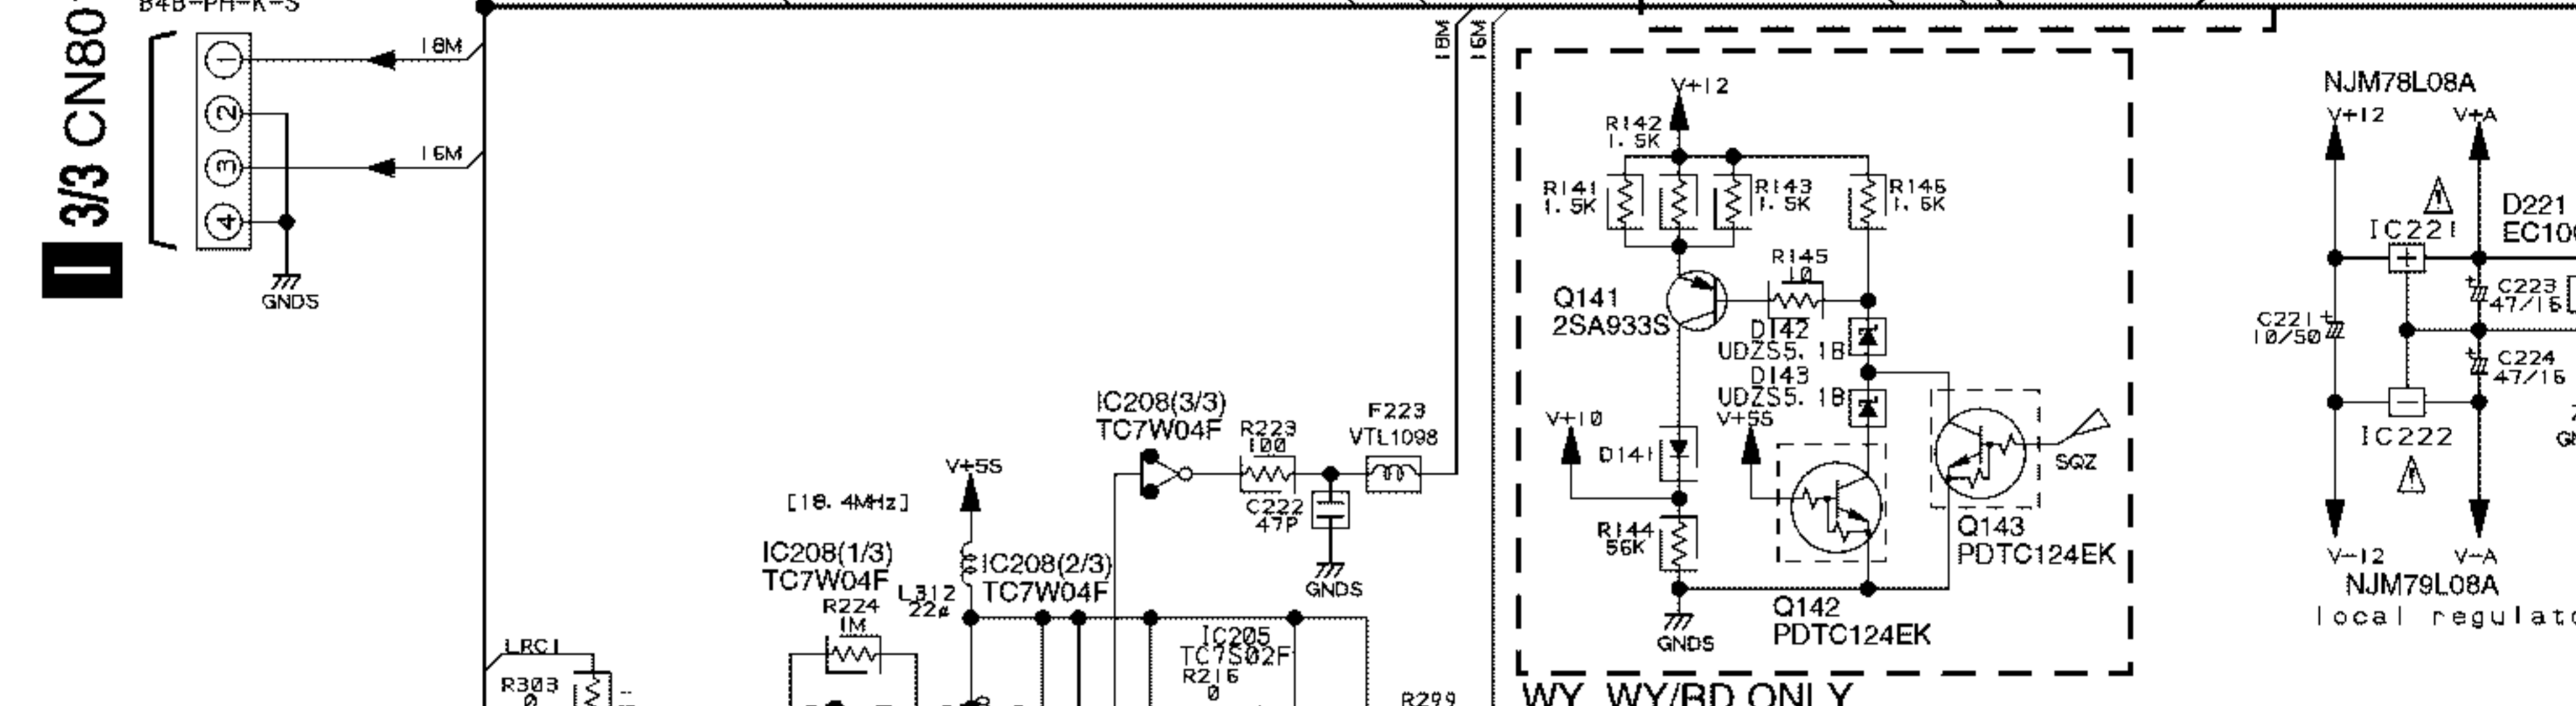 B4B-PH-K-S
3/3 CN80
18M
16M
1
2
3
4
GNDS
18M
16M
V+12
R142
1.5K
R141
1.5K
R143
1.5K
R146
1.6K
R145
10
Q141
2SA933S
D142
UDZS5.1B
D143
UDZS5.1B
V+10
V+5S
D141
SQZ
R144
56K
Q143
PDTC124EK
Q142
PDTC124EK
GNDS
WY, WY/BD ONLY
NJM78L08A
V+12
V+A
D221
EC10
IC221
C223
47/16
C221
10/50
C224
47/16
IC222
V-12
V-A
NJM79L08A
local regulat
IC208(3/3)
TC7W04F
R223
100
F223
VTL1098
V+5S
C222
47P
GNDS
[18.4MHz]
IC208(1/3)
TC7W04F
IC208(2/3)
TC7W04F
L312
22μ
R224
1M
IC205
TC7S02F
R216
0
LRC1
R303
0
R299